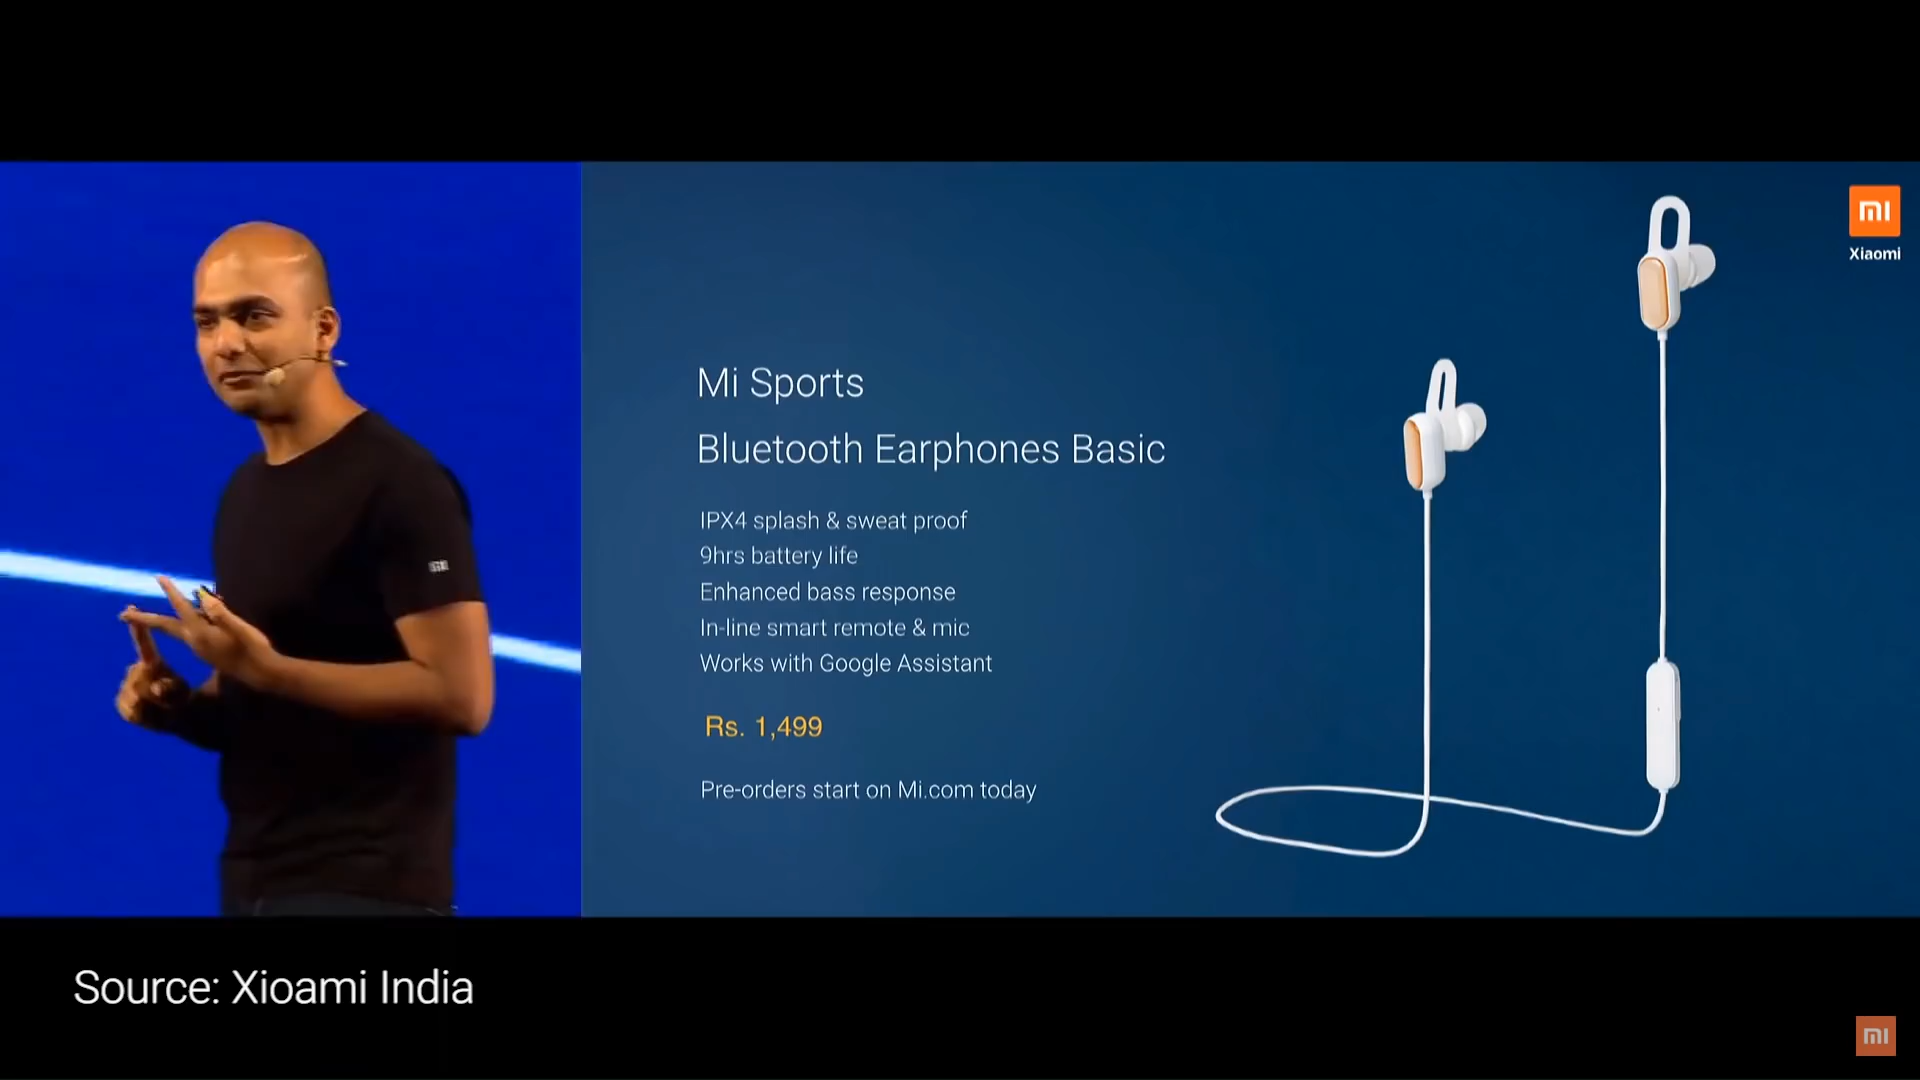 mi
Xiaomi
Mi Sports
Bluetooth Earphones Basic
IPX4 splash & sweat proof
9hrs battery life
Enhanced bass response
In-line smart remote & mic
Works with Google Assistant
Rs. 1,499
Pre-orders start on Mi.com today
Source: Xioami India
mi